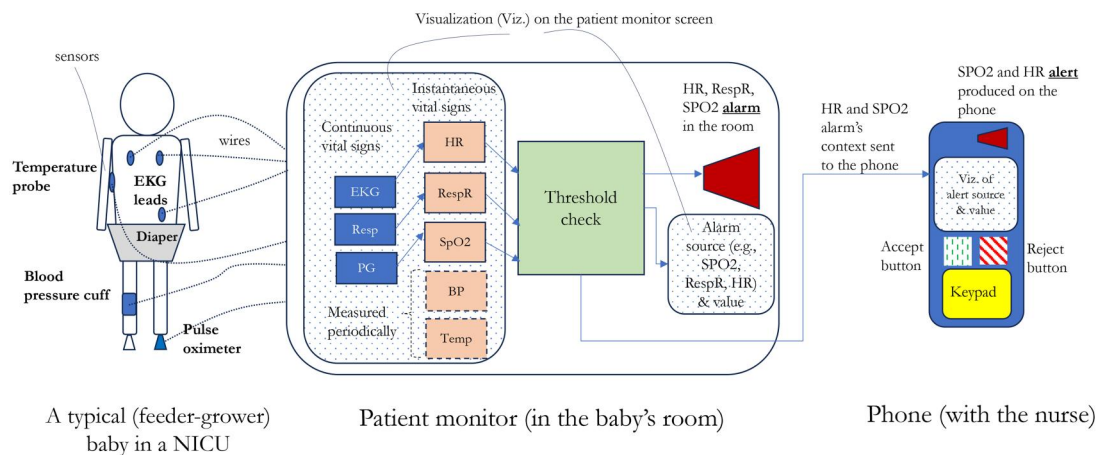 Visualization (Viz.) on the patient monitor screen
sensors
wires
Temperature
probe
EKG
leads
Diaper
Blood
pressure cuff
Pulse
oximeter
A typical (feeder-grower)
baby in a NICU
Instantaneous
vital signs
Continuous
vital signs
HR
EKG
RespR
Resp
SpO2
PG
BP
Measured
periodically
Temp
Threshold
check
HR, RespR,
SPO2 alarm
in the room
Alarm
source (e.g.,
SPO2,
RespR, HR)
& value
Patient monitor (in the baby's room)
HR and SPO2
alarm's
context sent
to the phone
SPO2 and HR alert
produced on the
phone
Viz. of
alert source
& value
Accept
button
Reject
button
Keypad
Phone (with the nurse)